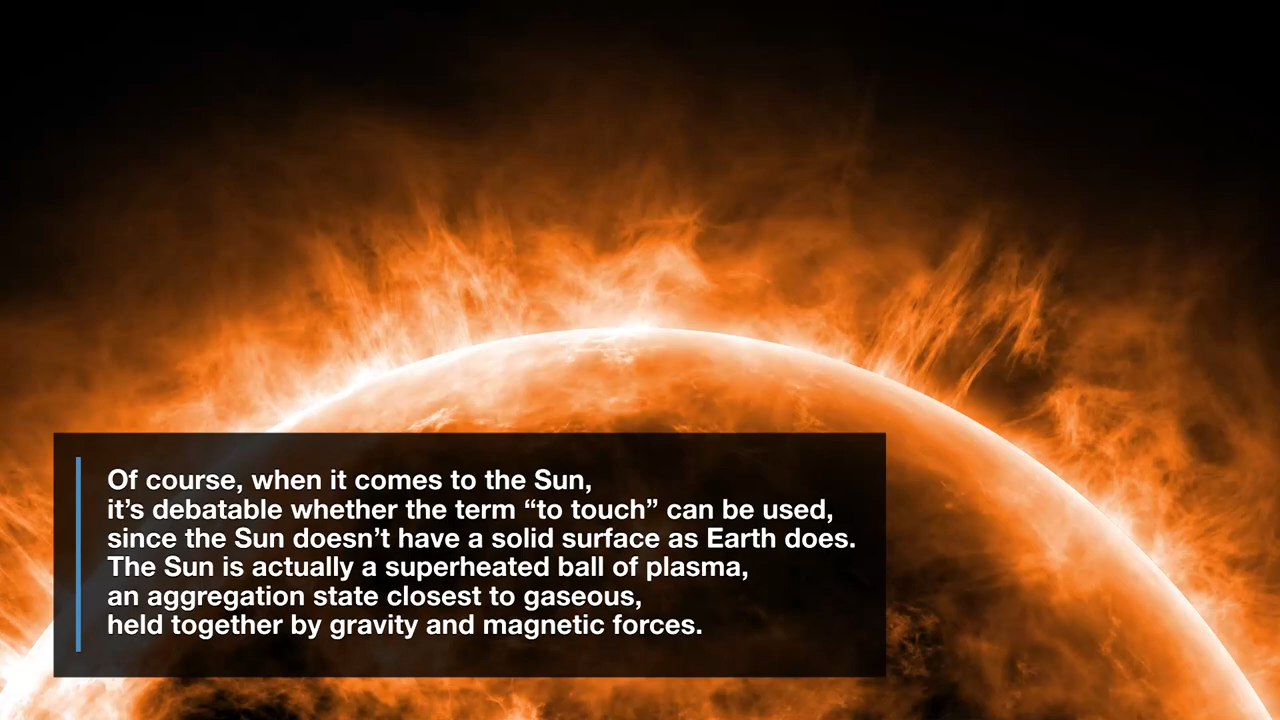 Of course, when it comes to the Sun,
it’s debatable whether the term “to touch” can be used,
since the Sun doesn’t have a solid surface as Earth does.
The Sun is actually a superheated ball of plasma,
an aggregation state closest to gaseous,
held together by gravity and magnetic forces.